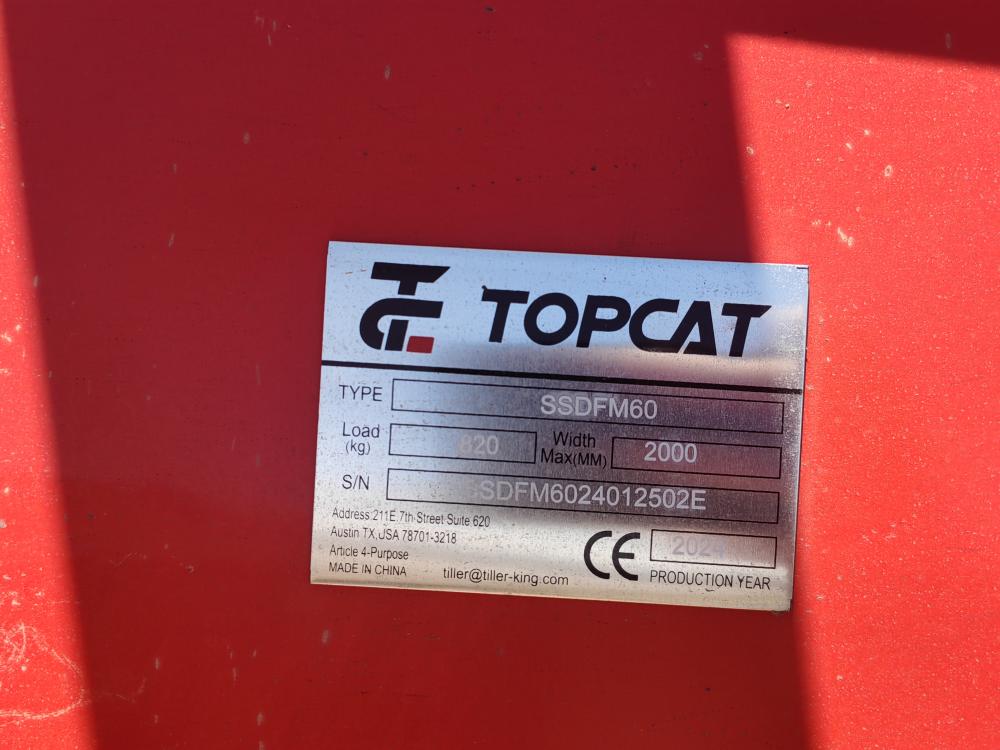 TOPCAT
TYPE SSDFM60
Load (kg) 820 Width Max(MM) 2000
S/N SSDFM6024012502E
Address:211E.7th Street Suite 620
Austin TX,USA 78701-3218
Article 4-Purpose
MADE IN CHINA
tiller@tiller-king.com
CE
2024
PRODUCTION YEAR